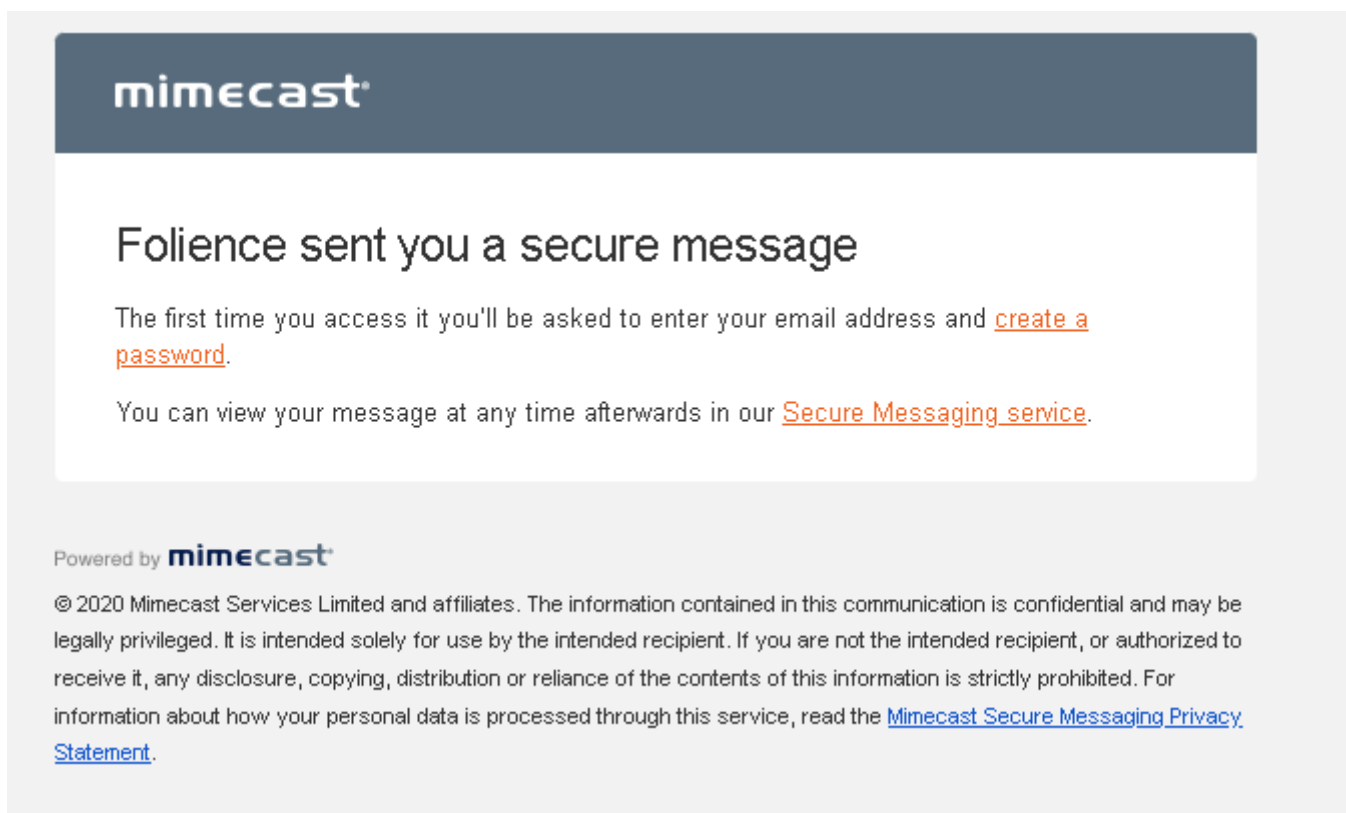 mimecast®
Folience sent you a secure message
The first time you access it you'll be asked to enter your email address and create a
password.
You can view your message at any time afterwards in our Secure Messaging service.
Powered by mimecast®
© 2020 Mimecast Services Limited and affiliates. The information contained in this communication is confidential and may be
legally privileged. It is intended solely for use by the intended recipient. If you are not the intended recipient, or authorized to
receive it, any disclosure, copying, distribution or reliance of the contents of this information is strictly prohibited. For
information about how your personal data is processed through this service, read the Mimecast Secure Messaging Privacy
Statement.